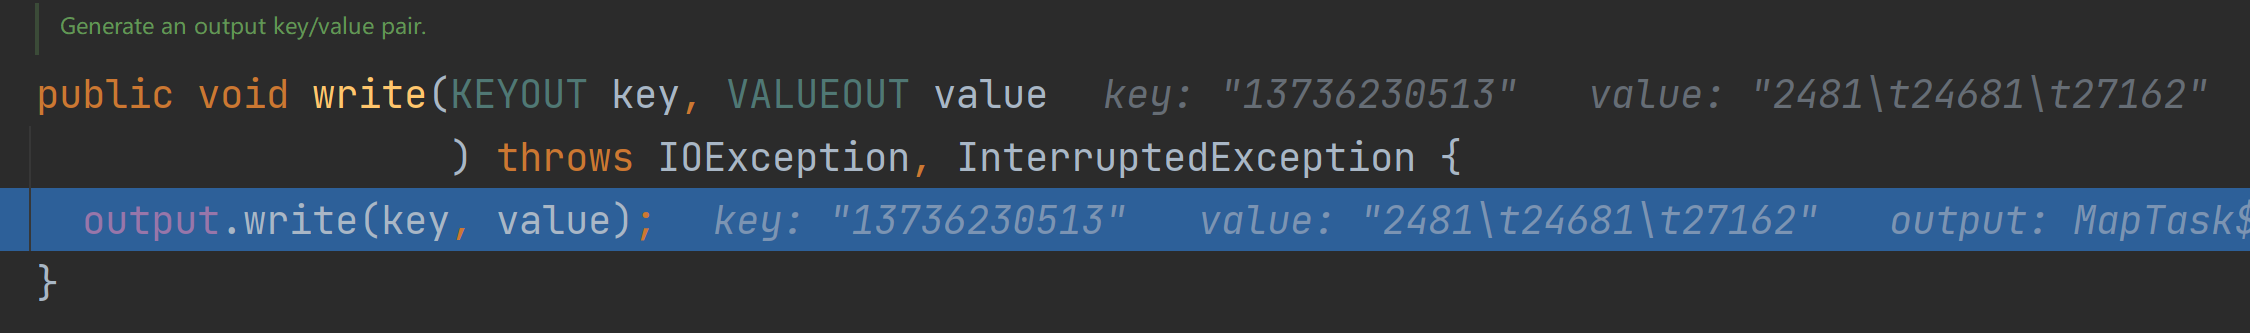 Generate an output key/value pair.
public void write(KEYOUT key, VALUEOUT value key: "13736230513" value: "2481\t24681\t27162"
) throws IOException, InterruptedException {
output.write(key, value); key: "13736230513" value: "2481\t24681\t27162" output: MapTask$
}